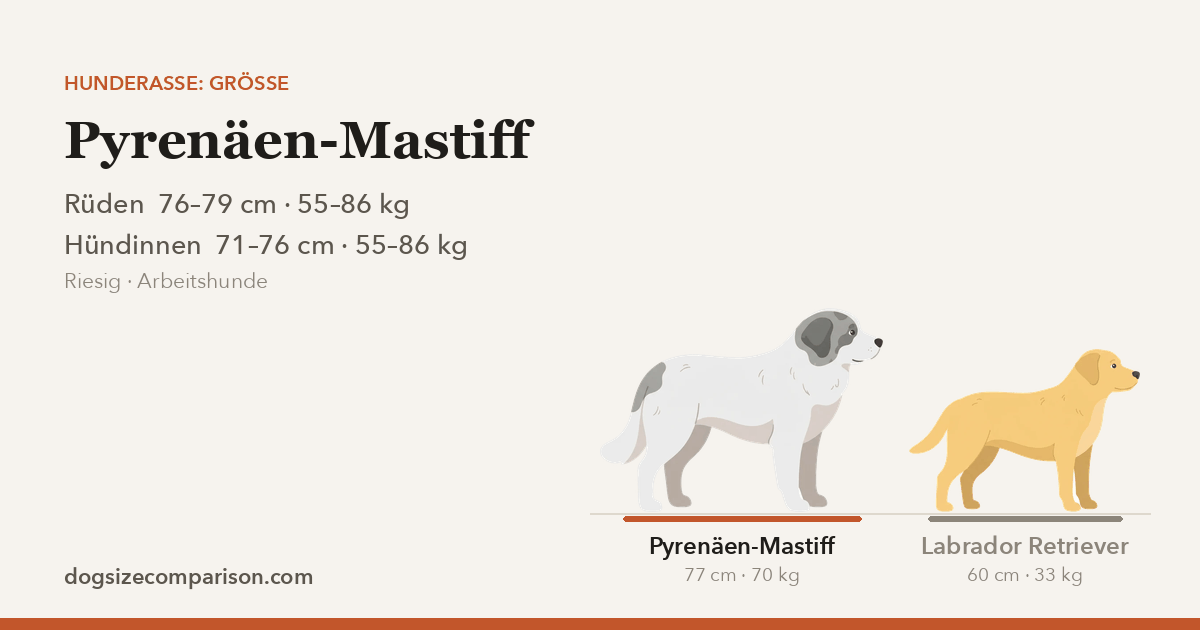 HUNDERASSE: GRÖSSE
Pyrenäen-Mastiff
Rüden 76–79 cm · 55–86 kg
Hündinnen 71–76 cm · 55–86 kg
Riesig · Arbeitshunde
Pyrenäen-Mastiff
77 cm · 70 kg
Labrador Retriever
60 cm · 33 kg
dogsizecomparison.com